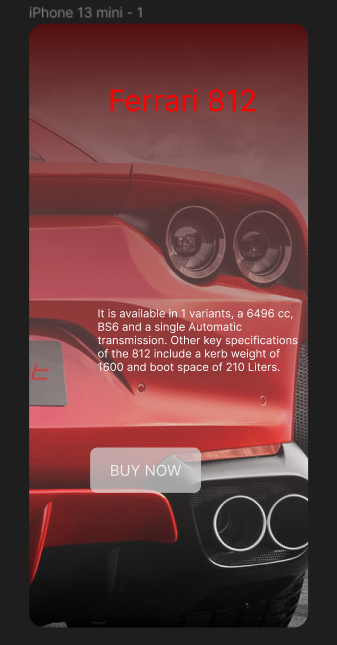 iPhone 13 mini - 1
Ferrari 812
It is available in 1 variants, a 6496 cc,
BS6 and a single Automatic
transmission. Other key specifications
of the 812 include a kerb weight of
1600 and boot space of 210 Liters.
BUY NOW